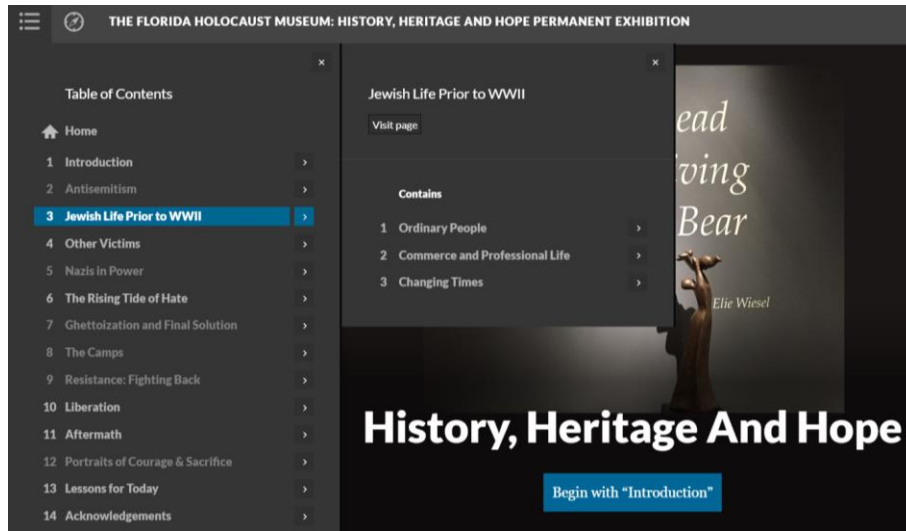 THE FLORIDA HOLOCAUST MUSEUM: HISTORY, HERITAGE AND HOPE PERMANENT EXHIBITION
Table of Contents
Home
1 Introduction
2 Antisemitism
3 Jewish Life Prior to WWII
4 Other Victims
5 Nazis in Power
6 The Rising Tide of Hate
7 Ghettoization and Final Solution
8 The Camps
9 Resistance: Fighting Back
10 Liberation
11 Aftermath
12 Portraits of Courage & Sacrifice
13 Lessons for Today
14 Acknowledgements
Jewish Life Prior to WWII
Visit page
Contains
1 Ordinary People
2 Commerce and Professional Life
3 Changing Times
ead
ving
Bear
Elie Wiesel
History, Heritage And Hope
Begin with “Introduction”